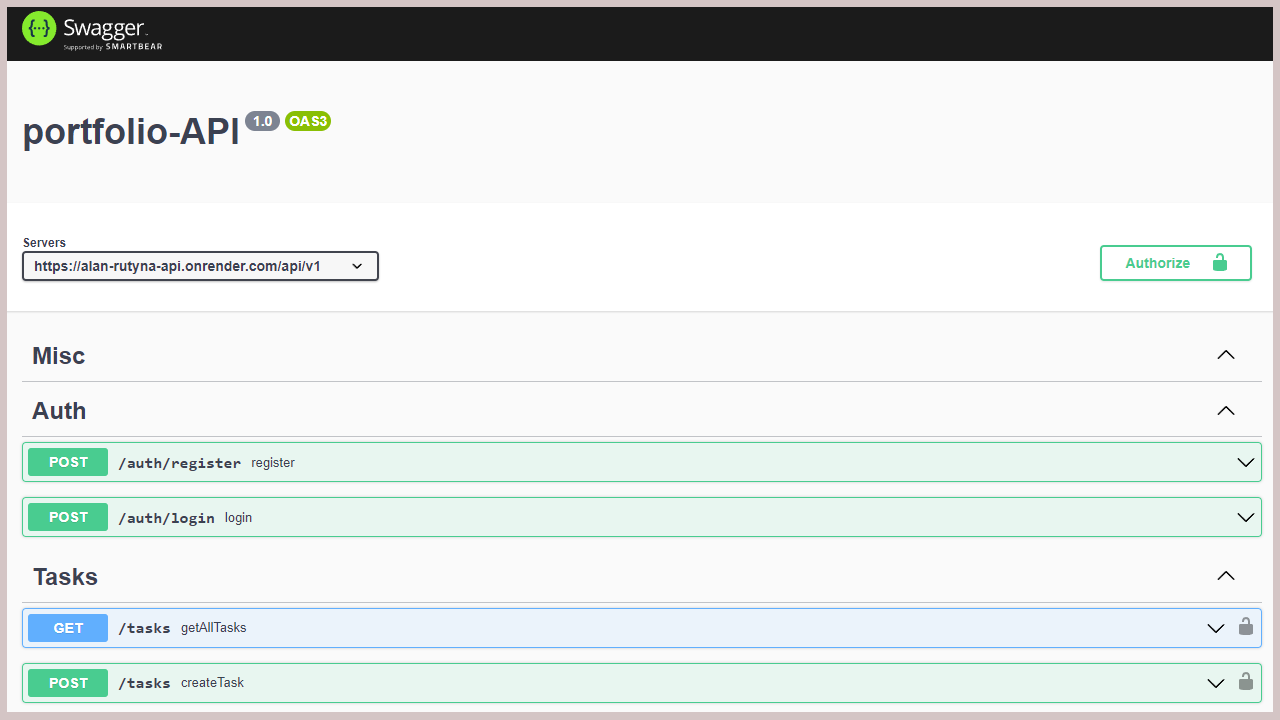 {···} Swagger™
Supported by SMARTBEAR
portfolio-API 1.0 OAS3
Servers
https://alan-rutyna-api.onrender.com/api/v1
Authorize
Misc
Auth
POST /auth/register register
POST /auth/login login
Tasks
GET /tasks getAllTasks
POST /tasks createTask